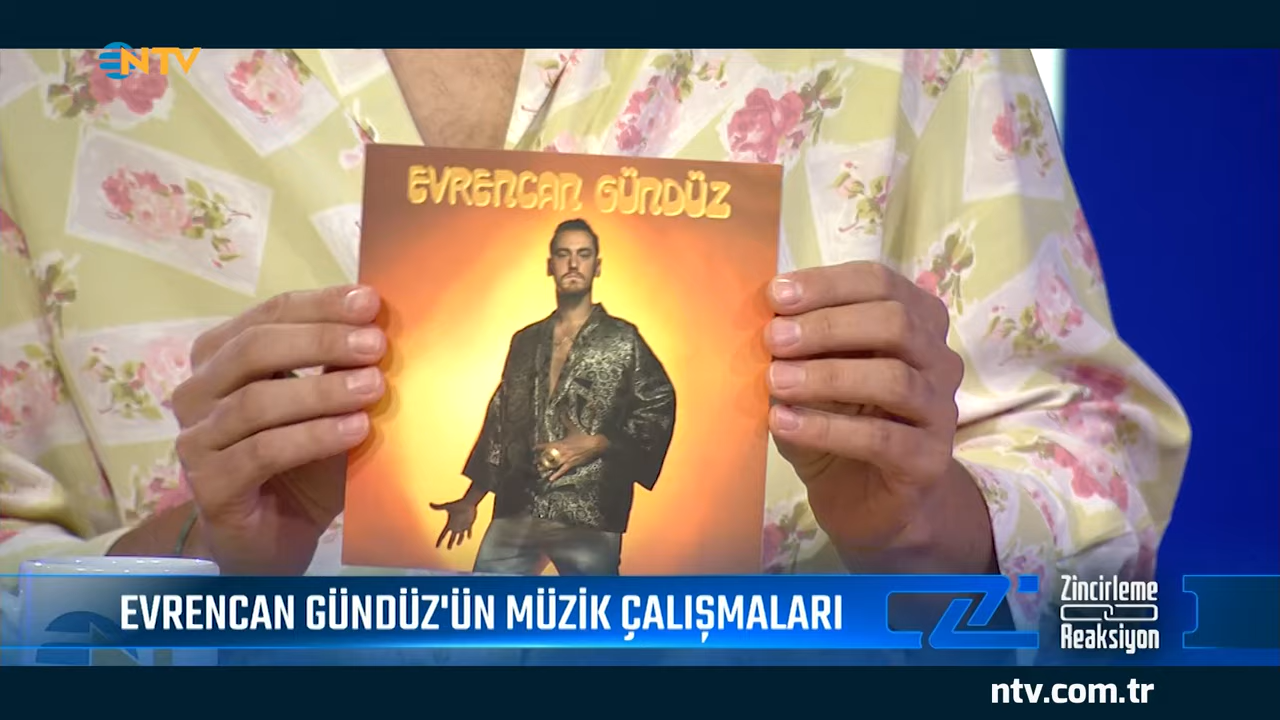 NTV
EVRENCAN GÜNDÜZ
EVRENCAN GÜNDÜZ'ÜN MÜZİK ÇALIŞMALARI
Zincirleme
Reaksiyon
ntv.com.tr